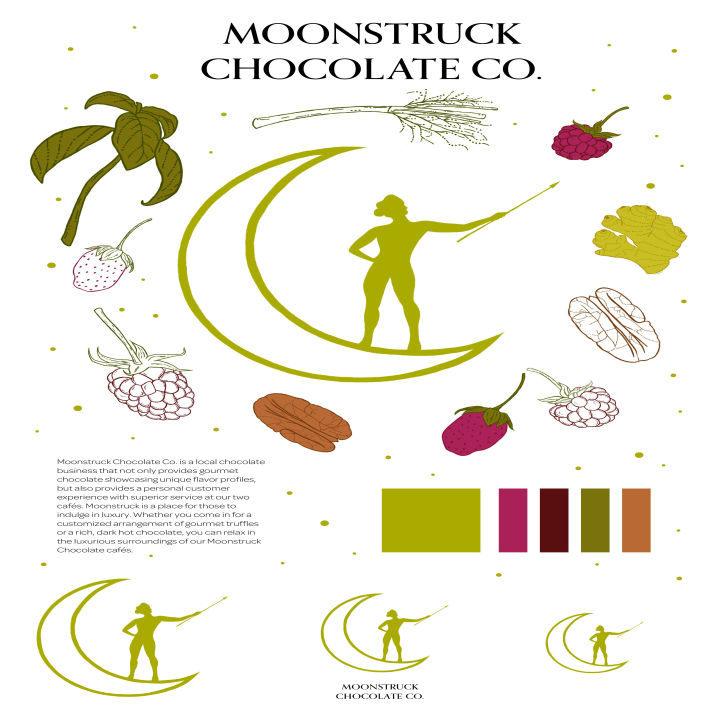 MOONSTRUCK
CHOCOLATE CO.
Moonstruck Chocolate Co. is a local chocolate
business that not only provides gourmet
chocolate showcasing unique flavor profiles,
but also provides a personal customer
experience with superior service at our two
cafés. Moonstruck is a place for those to
indulge in luxury. Whether you come in for a
customized arrangement of gourmet truffles
or a rich, dark hot chocolate, you can relax in
the luxurious surroundings of our Moonstruck
Chocolate cafés.
MOONSTRUCK
CHOCOLATE CO.